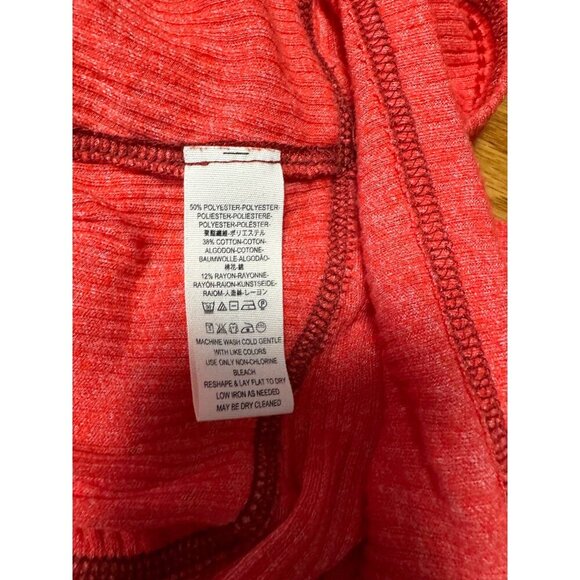 50% POLYESTER-POLYESTER-
POLIESTER-POLIESTERE-
POLYESTER-POLIÉSTER-
聚酯纖維-ポリエステル
38% COTTON-COTON-
ALGODON-COTONE-
BAUMWOLLE-ALGODÃO-
棉花-綿
12% RAYON-RAYONNE-
RAYÓN-RAION-KUNSTSEIDE-
RAIOM-人造絲-レーヨン
MACHINE WASH COLD GENTLE
WITH LIKE COLORS
USE ONLY NON-CHLORINE
BLEACH
RESHAPE & LAY FLAT TO DRY
LOW IRON AS NEEDED
MAY BE DRY CLEANED